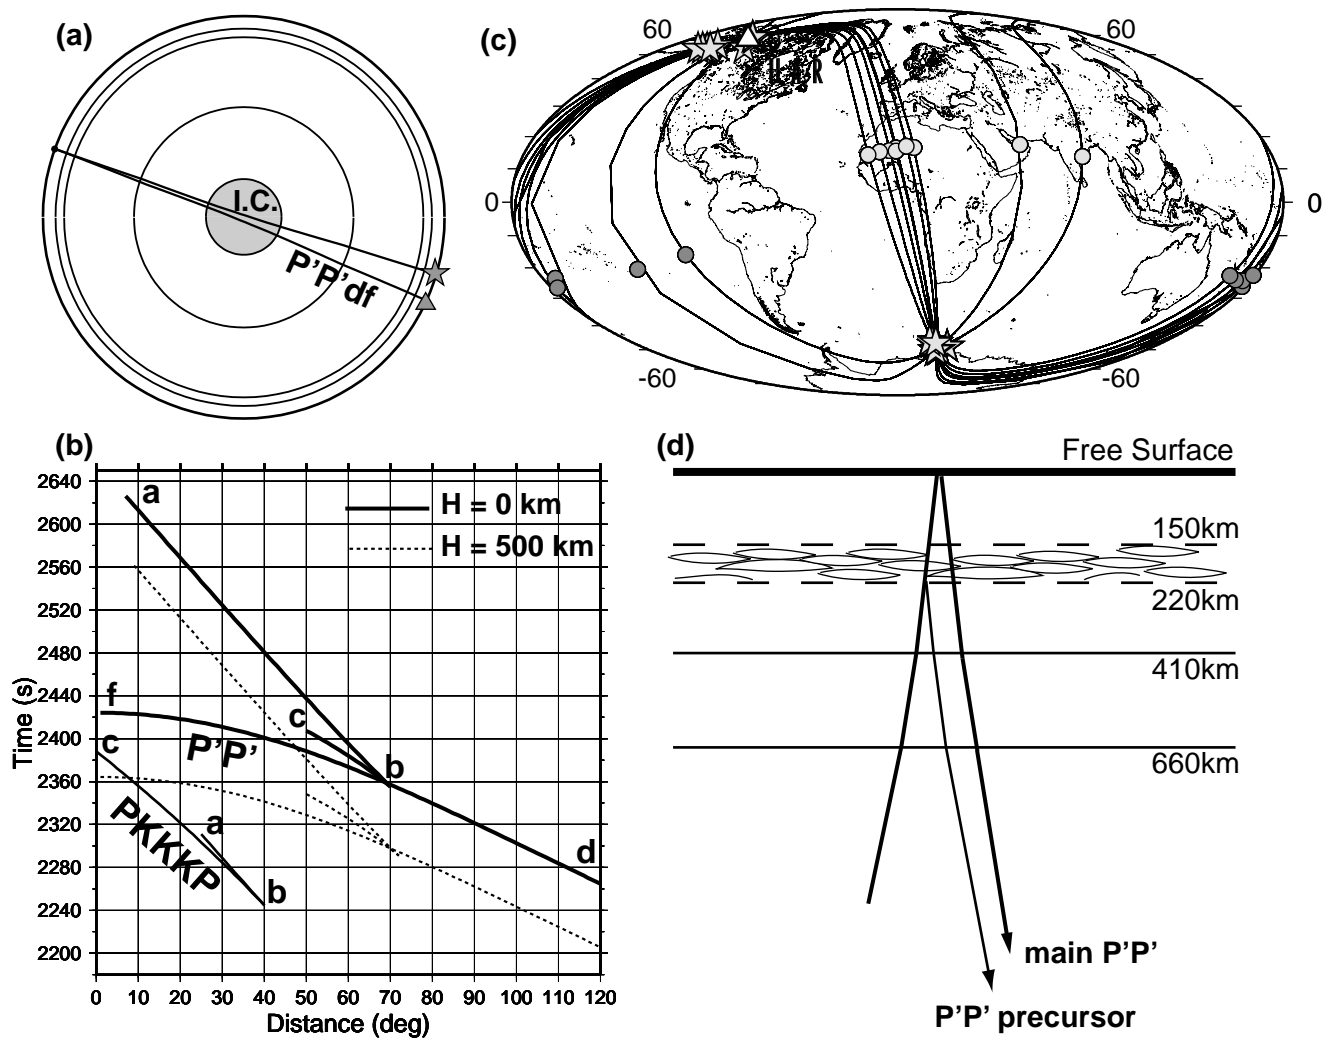 (a)
I.C.
P'P'df
(c)
60
60
0
0
-60
-60
(b)
2640
2600
2560
2520
2480
2440
2400
2360
2320
2280
2240
2200
Time (s)
a
H = 0 km
H = 500 km
f
c
P'P'
c
b
PKKKP
a
b
d
0 10 20 30 40 50 60 70 80 90 100 110 120
Distance (deg)
(d)
Free Surface
150km
220km
410km
660km
main P'P'
P'P' precursor